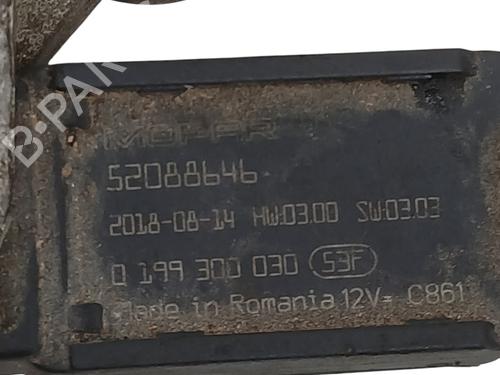 B-PAR
MOPAR
52088646
2018-08-14 HW:03.00 SW:03.03
0 199 300 030 S3F
Made in Romania 12V= C861